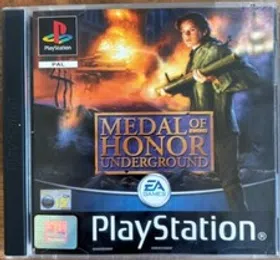 PlayStation
PAL
MEDAL OF
HONOR
UNDERGROUND
EA
GAMES
PlayStation®